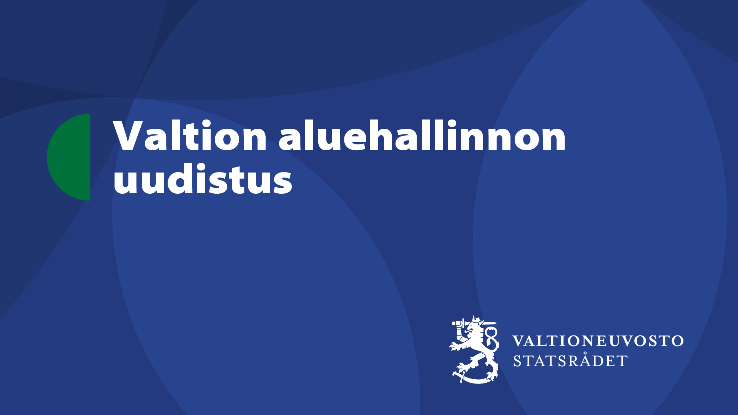 Valtion aluehallinnon
uudistus
VALTIONEUVOSTO
STATSRÅDET